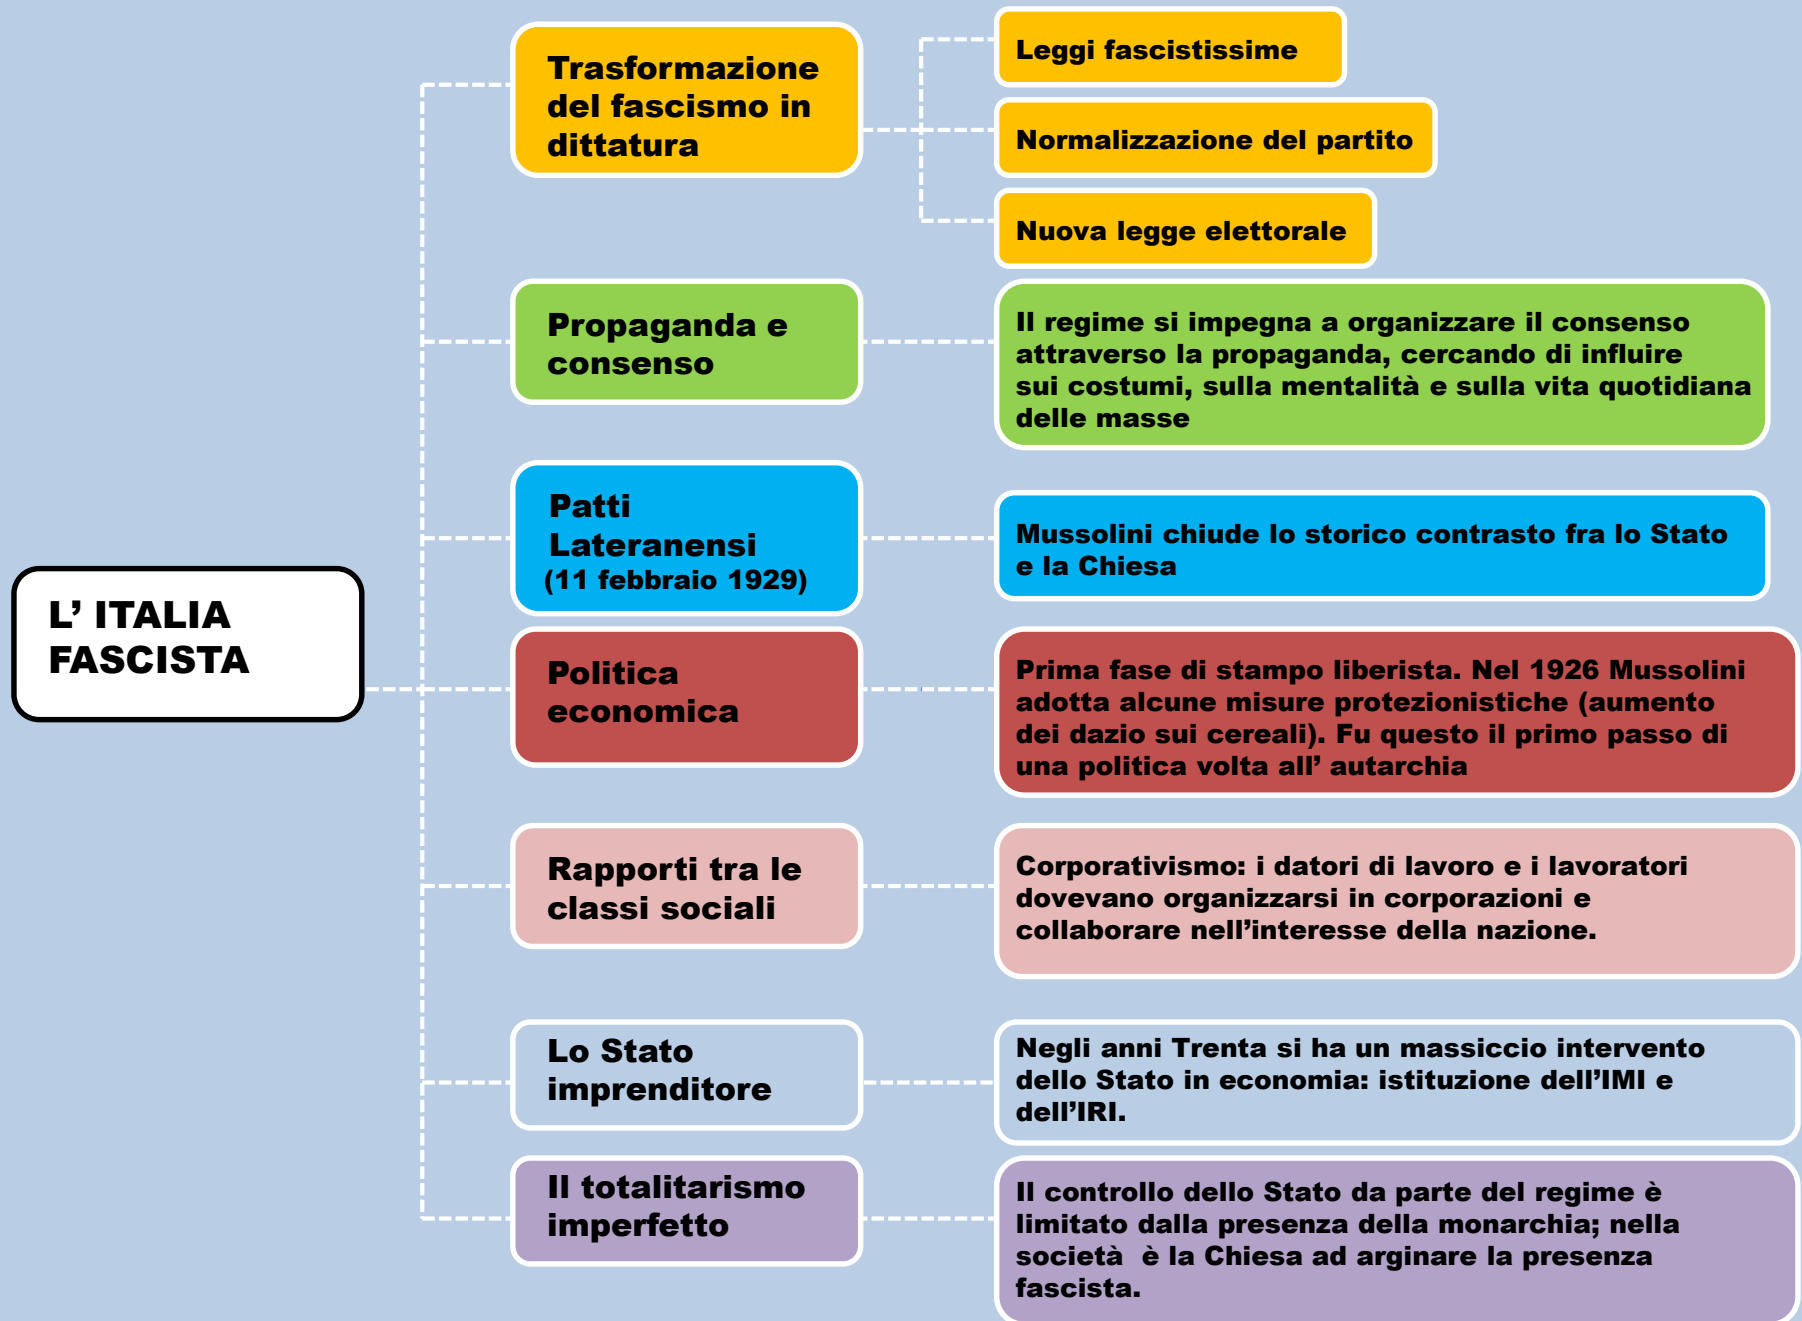 L’ ITALIA
FASCISTA
Trasformazione
del fascismo in
dittatura
Leggi fascistissime
Normalizzazione del partito
Nuova legge elettorale
Propaganda e
consenso
Il regime si impegna a organizzare il consenso
attraverso la propaganda, cercando di influire
sui costumi, sulla mentalità e sulla vita quotidiana
delle masse
Patti
Lateranensi
(11 febbraio 1929)
Mussolini chiude lo storico contrasto fra lo Stato
e la Chiesa
Politica
economica
Prima fase di stampo liberista. Nel 1926 Mussolini
adotta alcune misure protezionistiche (aumento
dei dazio sui cereali). Fu questo il primo passo di
una politica volta all’ autarchia
Rapporti tra le
classi sociali
Corporativismo: i datori di lavoro e i lavoratori
dovevano organizzarsi in corporazioni e
collaborare nell’interesse della nazione.
Lo Stato
imprenditore
Negli anni Trenta si ha un massiccio intervento
dello Stato in economia: istituzione dell’IMI e
dell’IRI.
Il totalitarismo
imperfetto
Il controllo dello Stato da parte del regime è
limitato dalla presenza della monarchia; nella
società  è la Chiesa ad arginare la presenza
fascista.